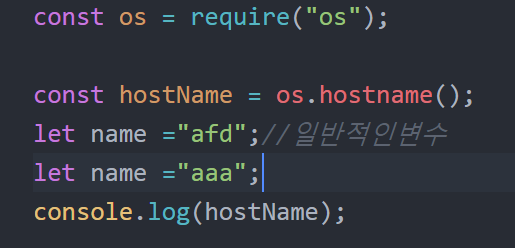 const os = require("os");
const hostName = os.hostname();
let name ="afd";//일반적인변수
let name ="aaa";
console.log(hostName);